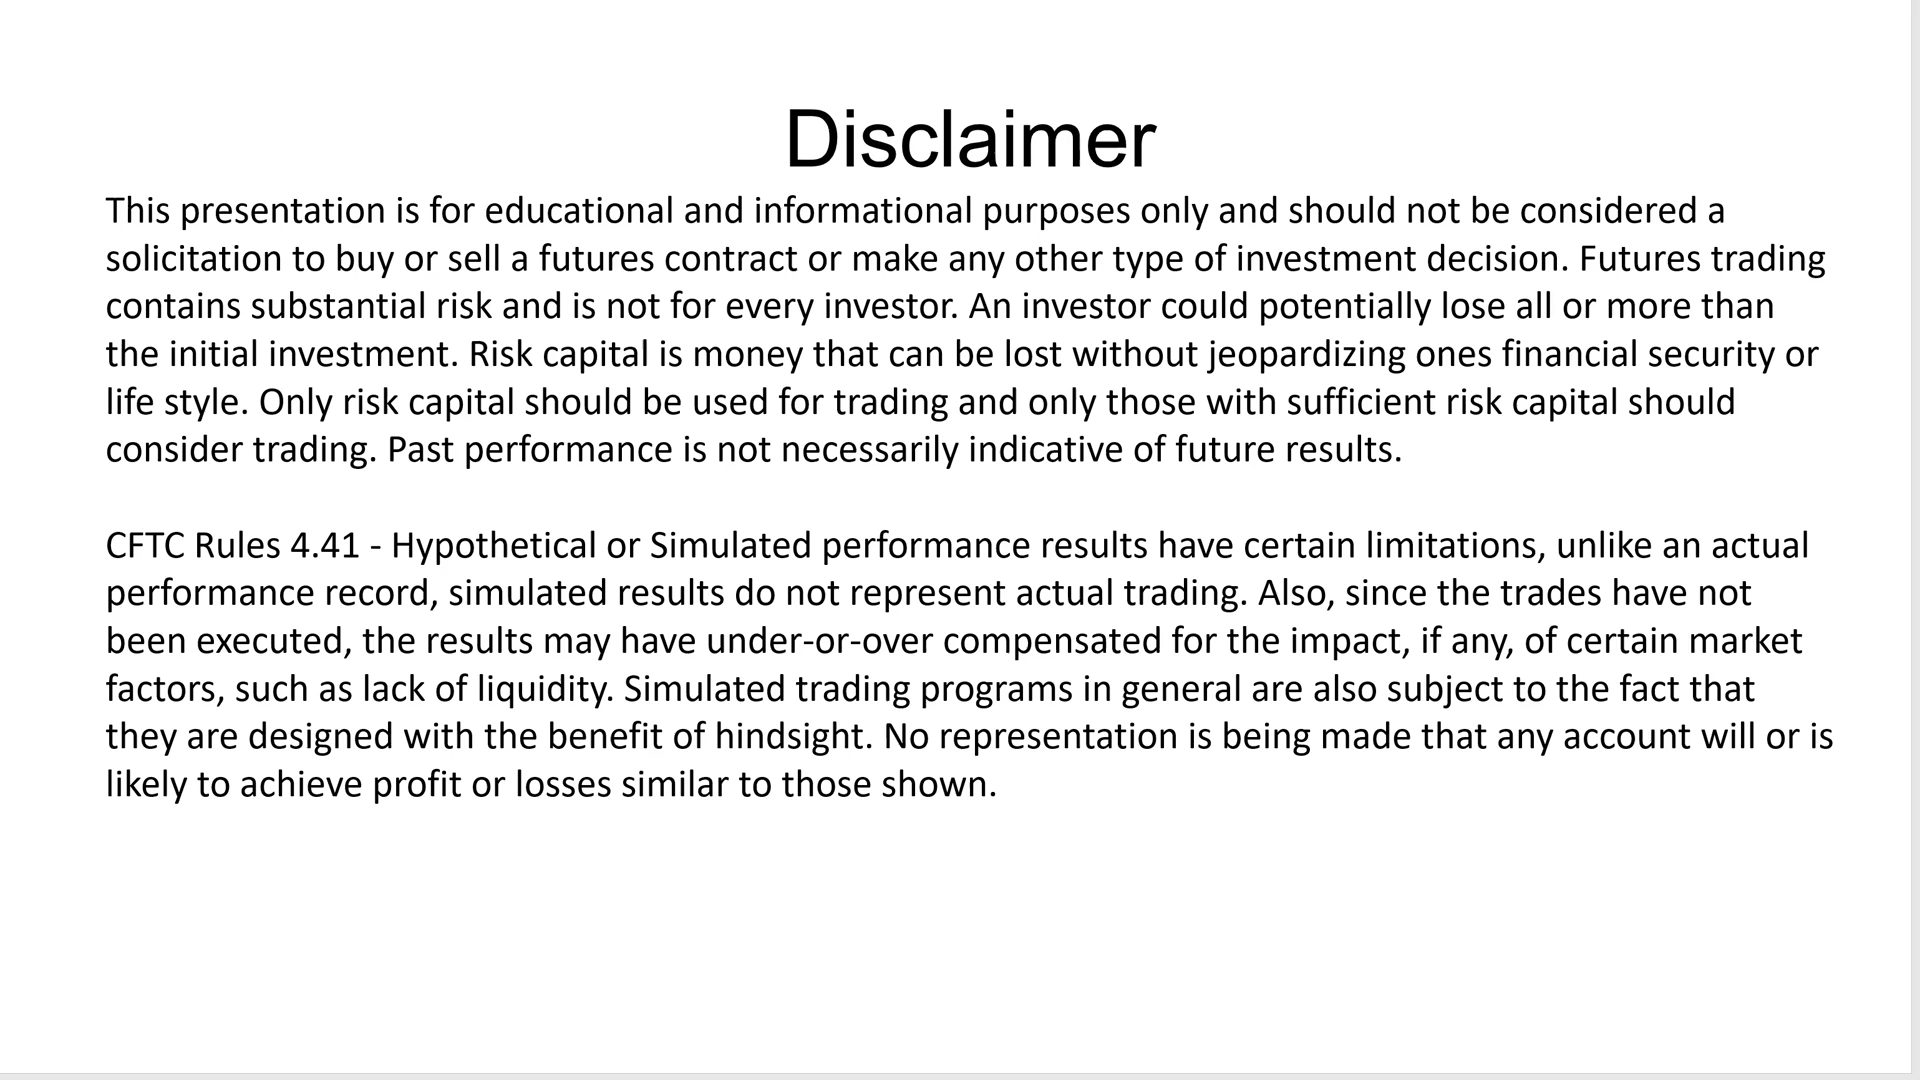 Disclaimer
This presentation is for educational and informational purposes only and should not be considered a
solicitation to buy or sell a futures contract or make any other type of investment decision. Futures trading
contains substantial risk and is not for every investor. An investor could potentially lose all or more than
the initial investment. Risk capital is money that can be lost without jeopardizing ones financial security or
life style. Only risk capital should be used for trading and only those with sufficient risk capital should
consider trading. Past performance is not necessarily indicative of future results.
CFTC Rules 4.41 - Hypothetical or Simulated performance results have certain limitations, unlike an actual
performance record, simulated results do not represent actual trading. Also, since the trades have not
been executed, the results may have under-or-over compensated for the impact, if any, of certain market
factors, such as lack of liquidity. Simulated trading programs in general are also subject to the fact that
they are designed with the benefit of hindsight. No representation is being made that any account will or is
likely to achieve profit or losses similar to those shown.